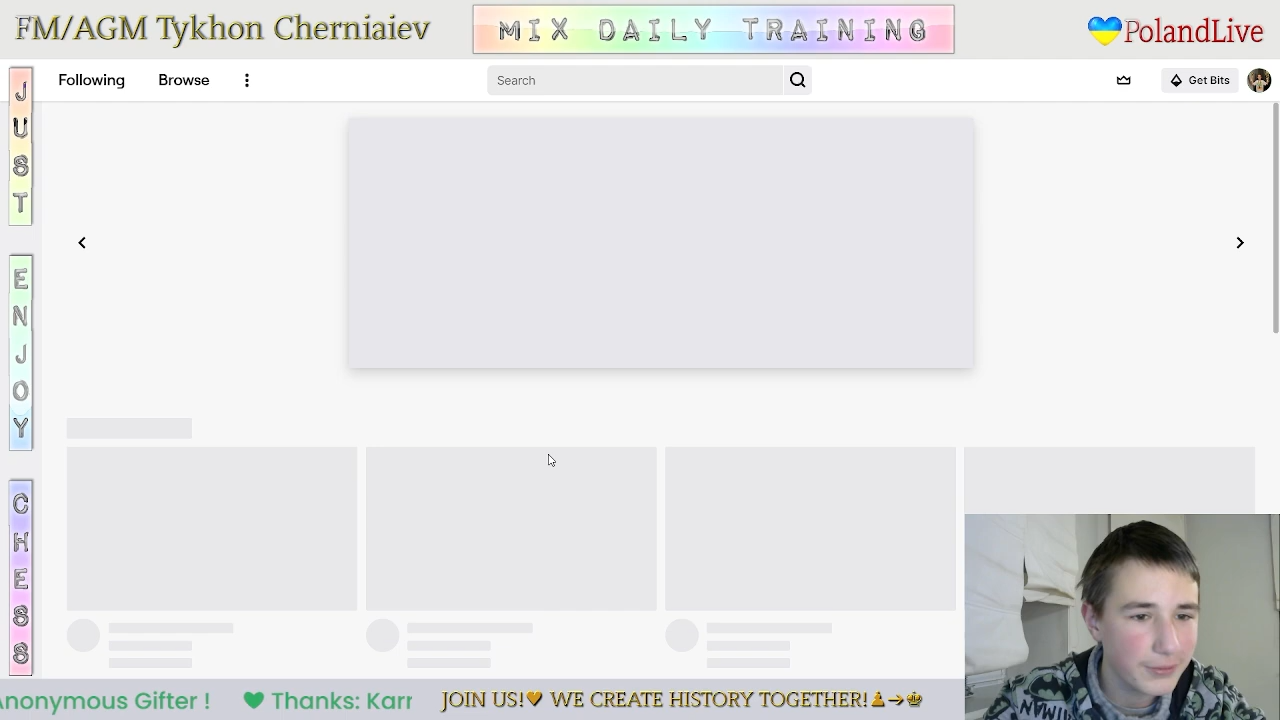 FM/AGM Tykhon Cherniaiev
MIX DAILY TRAINING
PolandLive
Following
Browse
Search
Get Bits
JUST
ENJOY
CHESS
Anonymous Gifter !
Thanks: Karr
JOIN US!🧡 WE CREATE HISTORY TOGETHER!♟→♚